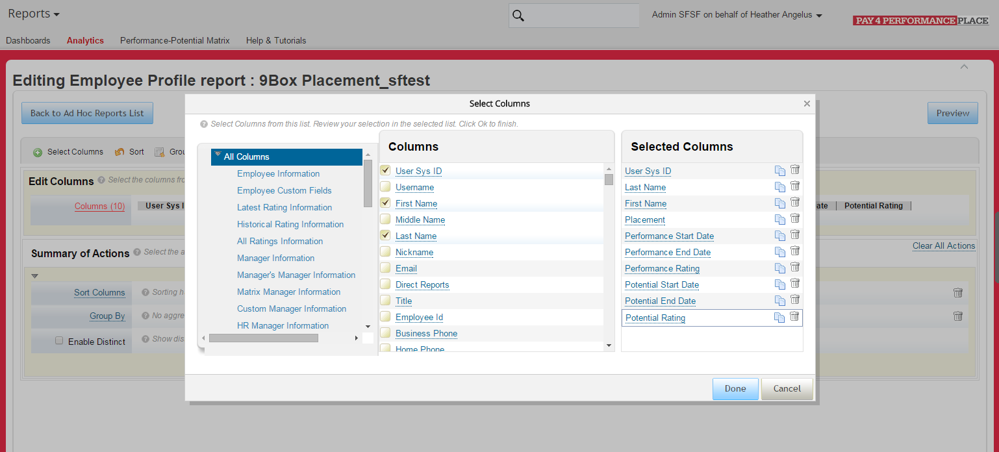 Reports
Admin SFSF on behalf of Heather Angelus
PAY 4 PERFORMANCEPLACE
Dashboards Analytics Performance-Potential Matrix Help & Tutorials
Editing Employee Profile report : 9Box Placement_sftest
Back to Ad Hoc Reports List
Preview
Select Columns Sort Grou
Edit Columns Select the columns fro
Columns (10) User Sys I
ate Potential Rating
Summary of Actions Select the a
Clear All Actions
Sort Columns Sorting h
Group By No aggre
Enable Distinct Show dis
Select Columns
Select Columns from this list. Review your selection in the selected list. Click Ok to finish.
All Columns
Employee Information
Employee Custom Fields
Latest Rating Information
Historical Rating Information
All Ratings Information
Manager Information
Manager's Manager Information
Matrix Manager Information
Custom Manager Information
HR Manager Information
Columns
User Sys ID
Username
First Name
Middle Name
Last Name
Nickname
Email
Direct Reports
Title
Employee Id
Business Phone
Home Phone
Selected Columns
User Sys ID
Last Name
First Name
Placement
Performance Start Date
Performance End Date
Performance Rating
Potential Start Date
Potential End Date
Potential Rating
Done
Cancel